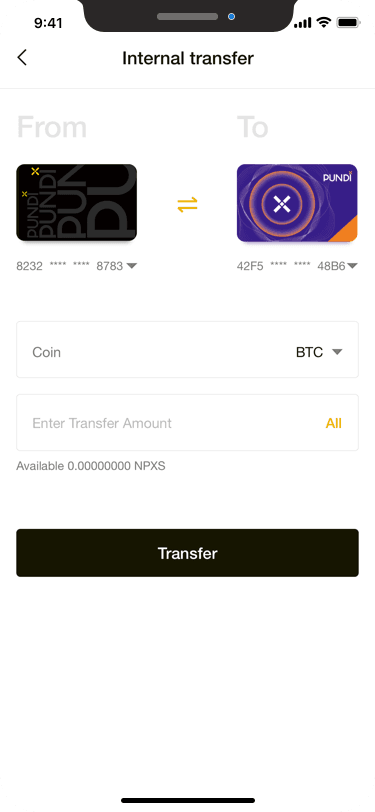 9:41
Internal transfer
From
To
PUNDI
PUNDI
PUN
PU
PUNDI
8232 **** **** 8783
42F5 **** **** 48B6
Coin
BTC
Enter Transfer Amount
All
Available 0.00000000 NPXS
Transfer